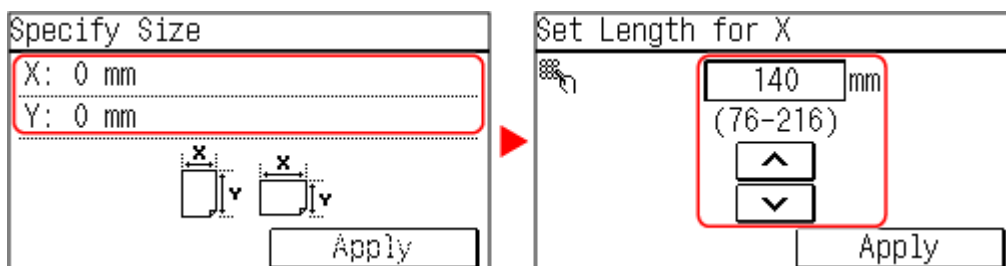 Specify Size
X: 0 mm
Y: 0 mm
X
Y
X
Y
Apply
Set Length for X
140 mm
(76-216)
Apply